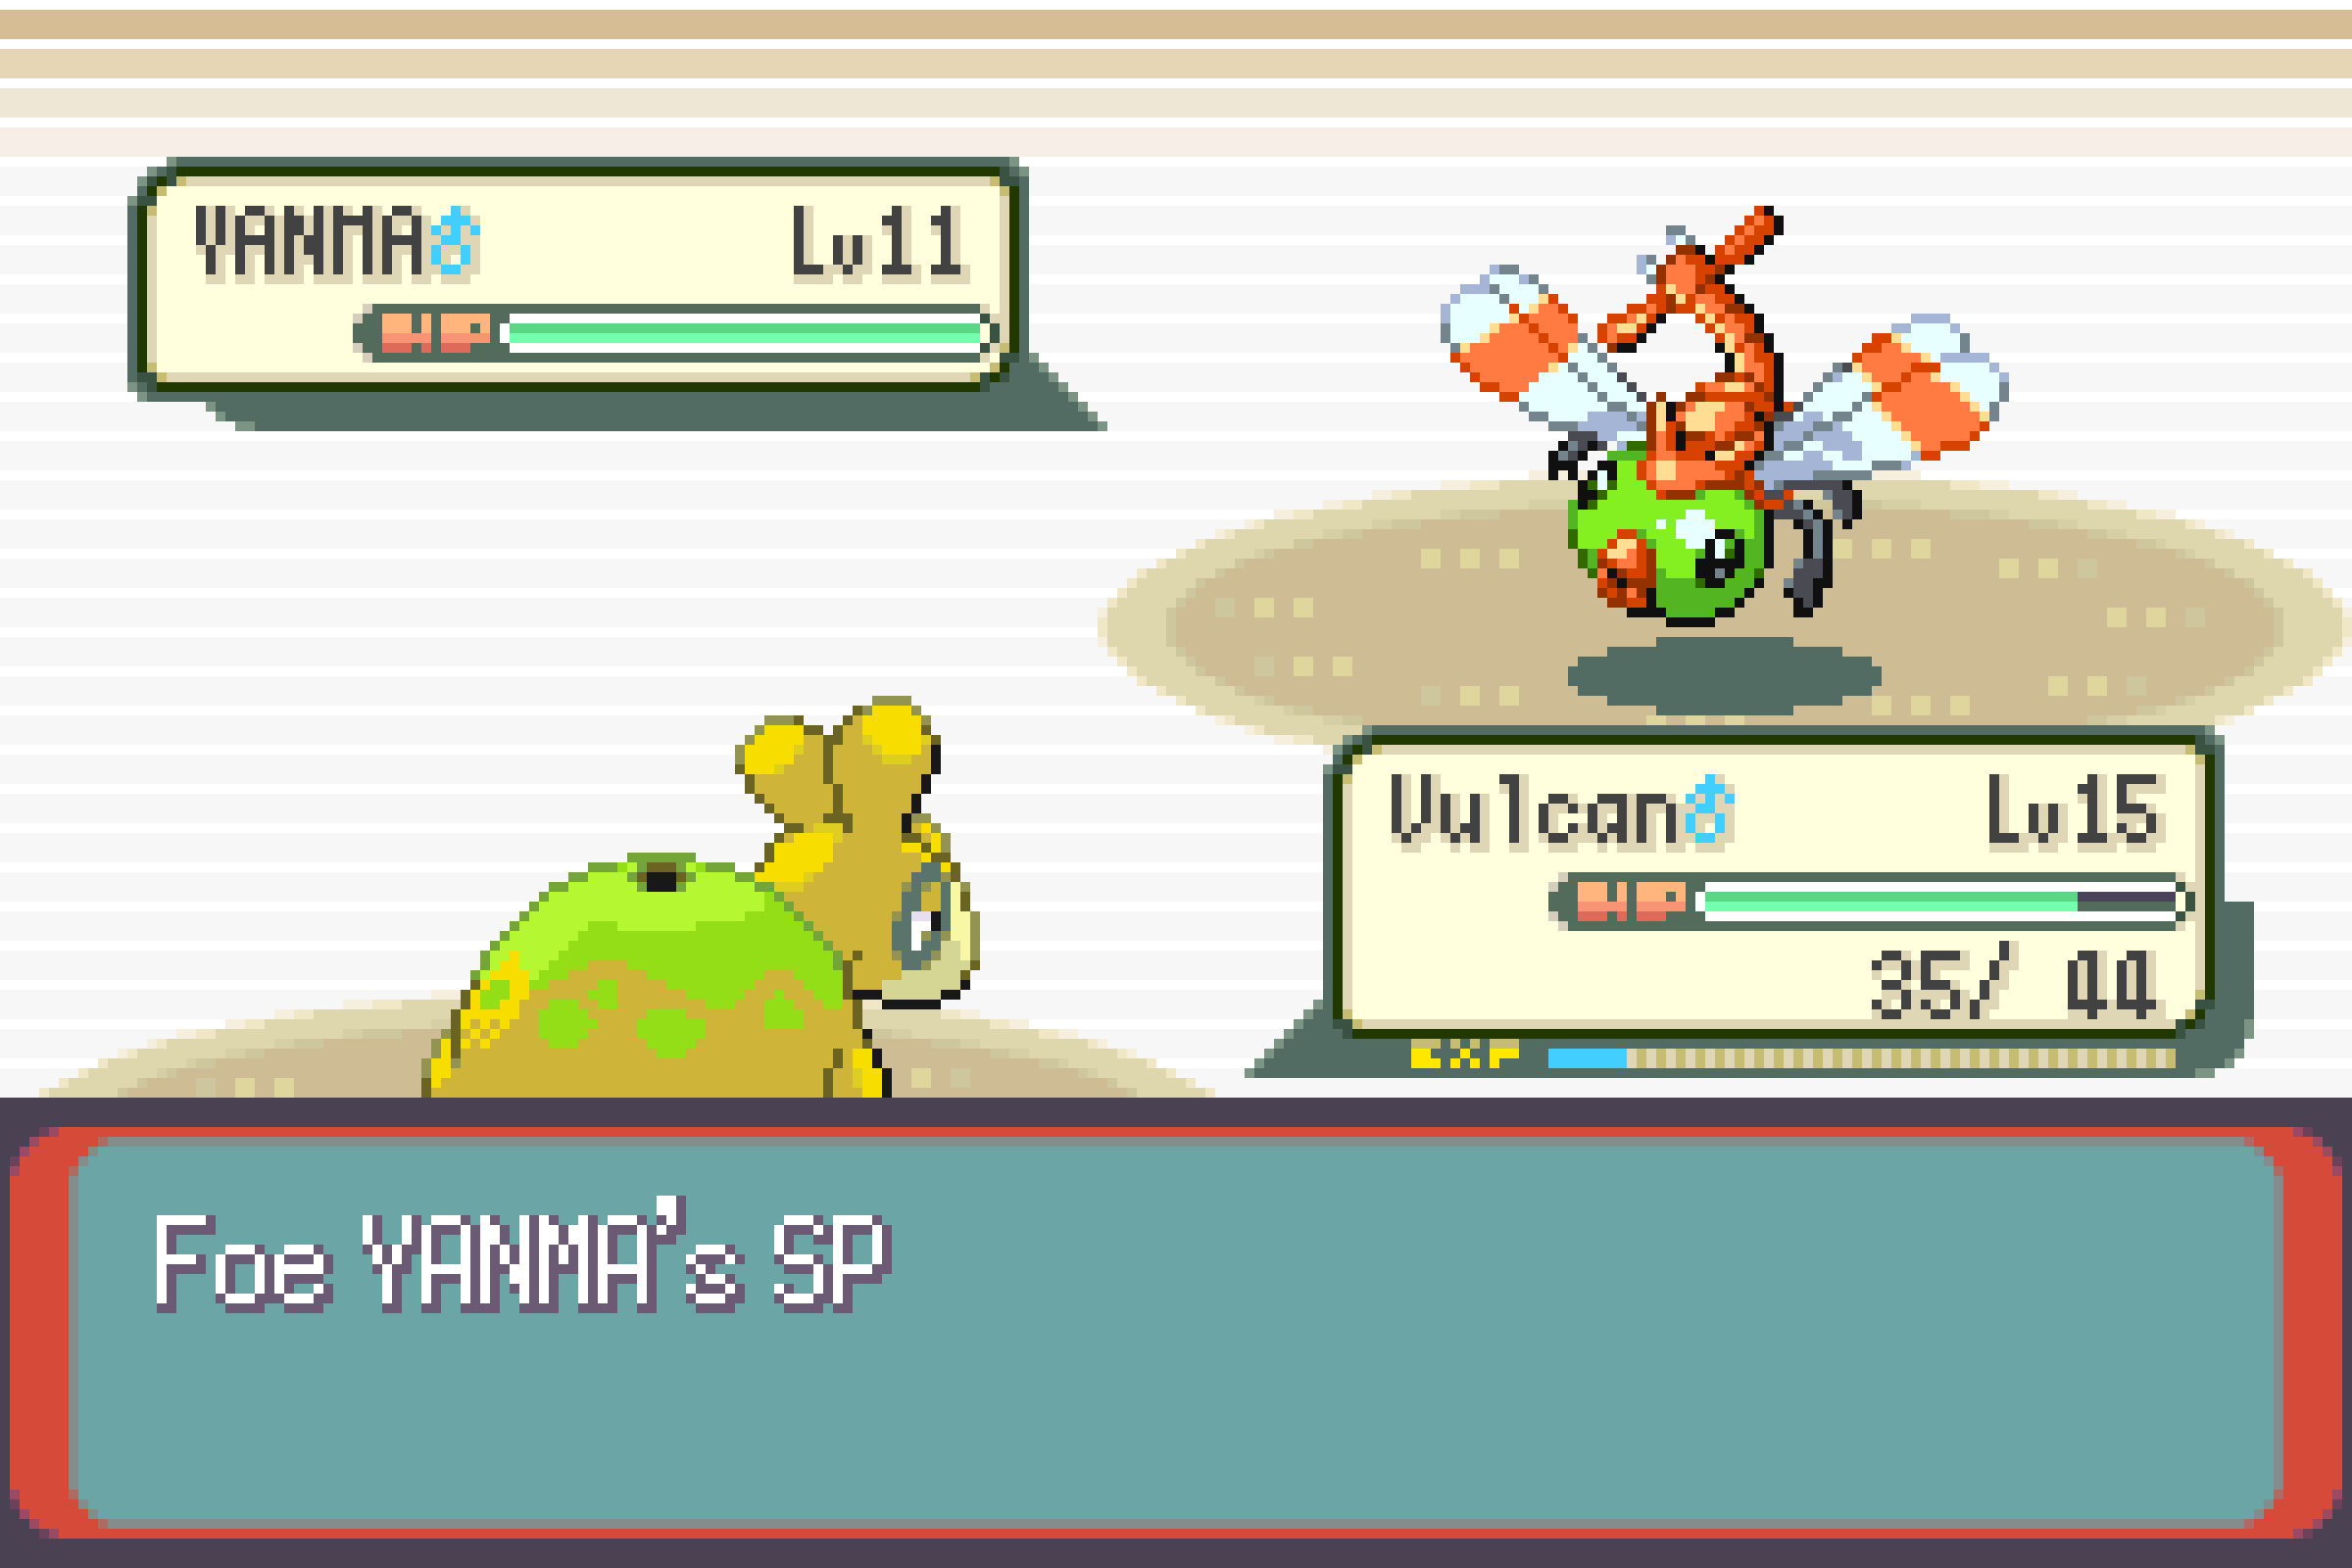 YANMA♂ Lv11
HP
Vulcan♂ Lv15
HP
35/ 44
EXP
Foe YANMA's SP